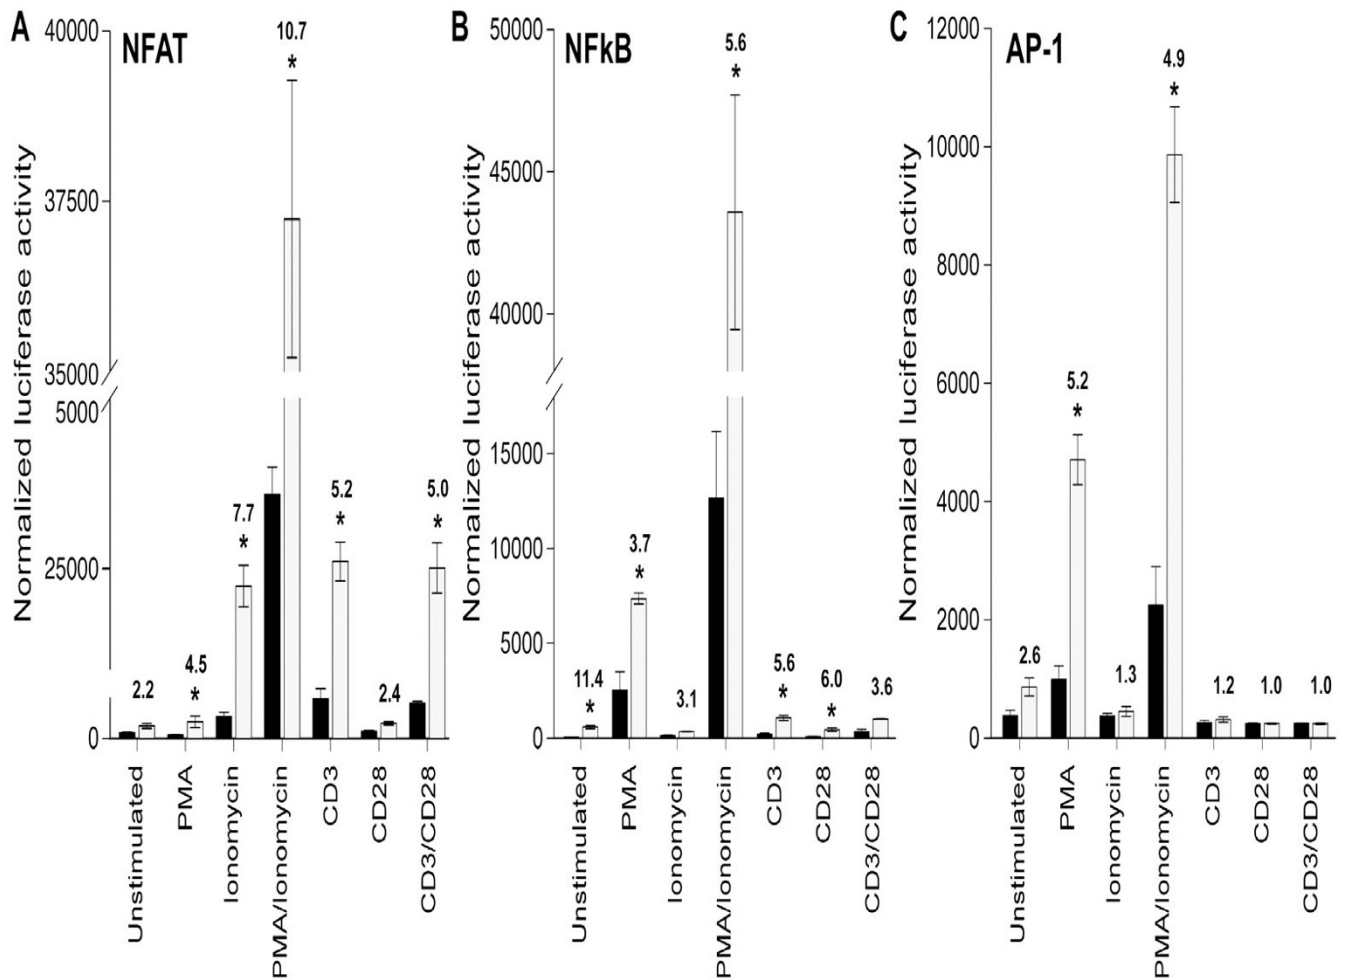 A
NFAT
Normalized luciferase activity
40000
37500
35000
5000
25000
0
2.2
4.5
*
7.7
*
10.7
*
5.2
*
2.4
5.0
*
Unstimulated
PMA
Ionomycin
PMA/Ionomycin
CD3
CD28
CD3/CD28
B
NFkB
Normalized luciferase activity
50000
45000
40000
15000
10000
5000
0
11.4
*
3.7
*
3.1
5.6
*
5.6
*
6.0
*
3.6
Unstimulated
PMA
Ionomycin
PMA/Ionomycin
CD3
CD28
CD3/CD28
C
AP-1
Normalized luciferase activity
12000
10000
8000
6000
4000
2000
0
2.6
5.2
*
1.3
4.9
*
1.2
1.0
1.0
Unstimulated
PMA
Ionomycin
PMA/Ionomycin
CD3
CD28
CD3/CD28